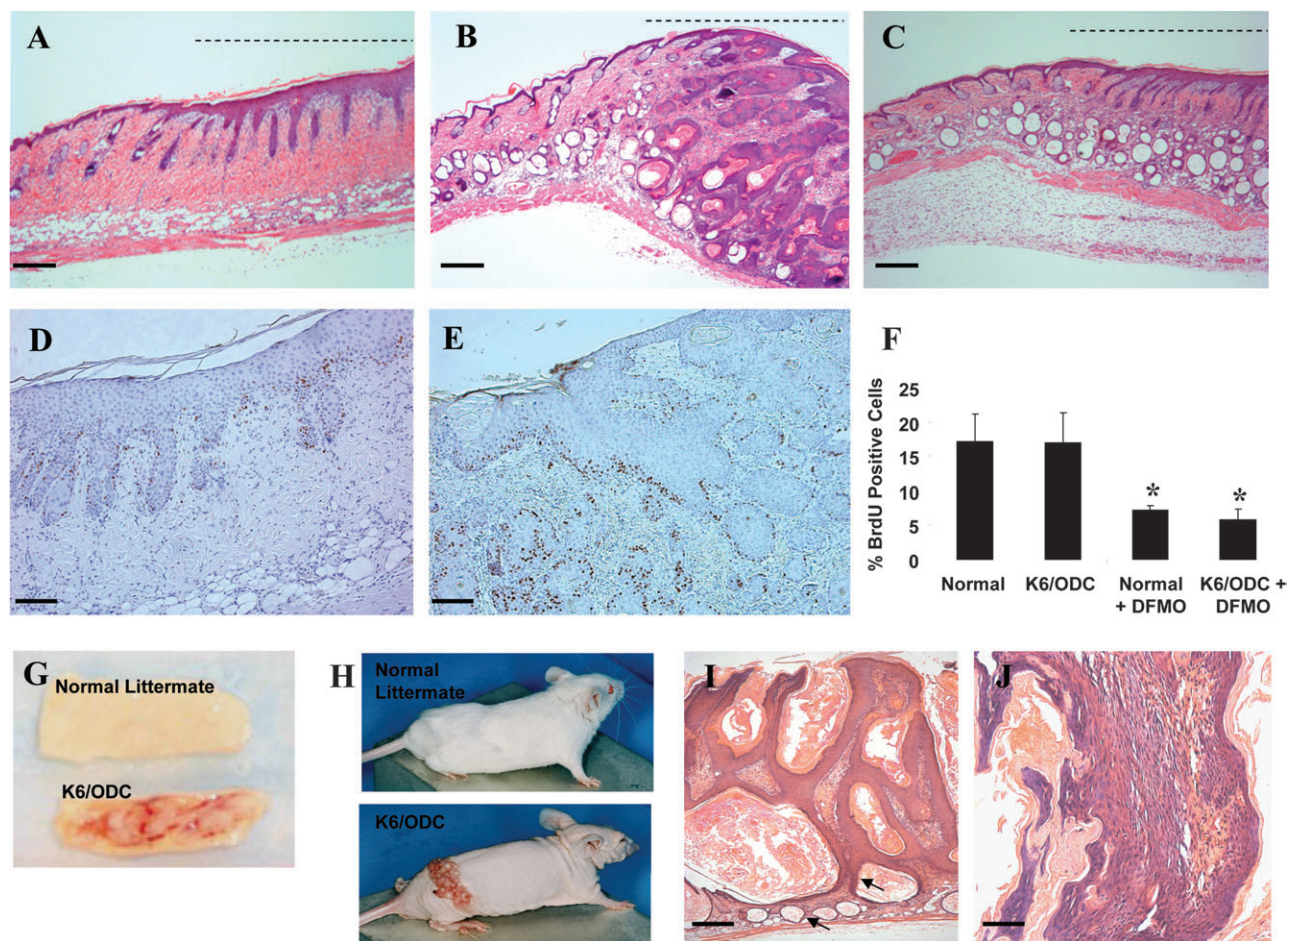 A
B
C
D
E
F
25
20
15
10
5
0
% BrdU Positive Cells
Normal
K6/ODC
Normal
+ DFMO
K6/ODC +
DFMO
*
*
G
Normal Littermate
K6/ODC
H
Normal
Littermate
K6/ODC
I
J